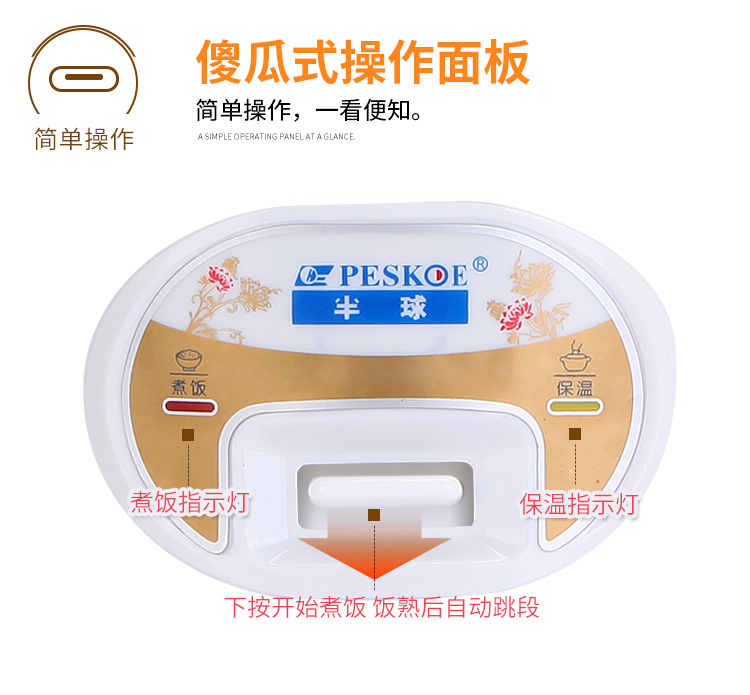 傻瓜式操作面板
简单操作，一看便知。
A SIMPLE OPERATING PANEL AT A GLANCE.
简单操作
PESKOE®
半球
煮饭
保温
煮饭指示灯
保温指示灯
下按开始煮饭 饭熟后自动跳段